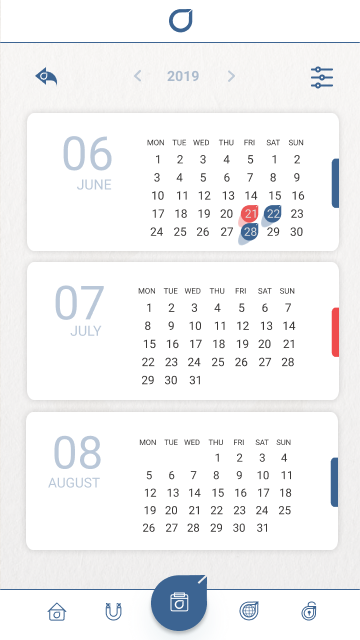 2019
06
JUNE
MON TUE WED THU FRI SAT SUN
1 2 3 4 5 1 2
3 4 5 6 7 8 9
10 11 12 13 14 15 16
17 18 19 20 21 22 23
24 25 26 27 28 29 30
07
JULY
MON TUE WED THU FRI SAT SUN
1 2 3 4 5 6 7
8 9 10 11 12 13 14
15 16 17 18 19 20 21
22 23 24 25 26 27 28
29 30 31
08
AUGUST
MON TUE WED THU FRI SAT SUN
1 2 3 4
5 6 7 8 9 10 11
12 13 14 15 16 17 18
19 20 21 22 23 24 25
26 27 28 29 30 31